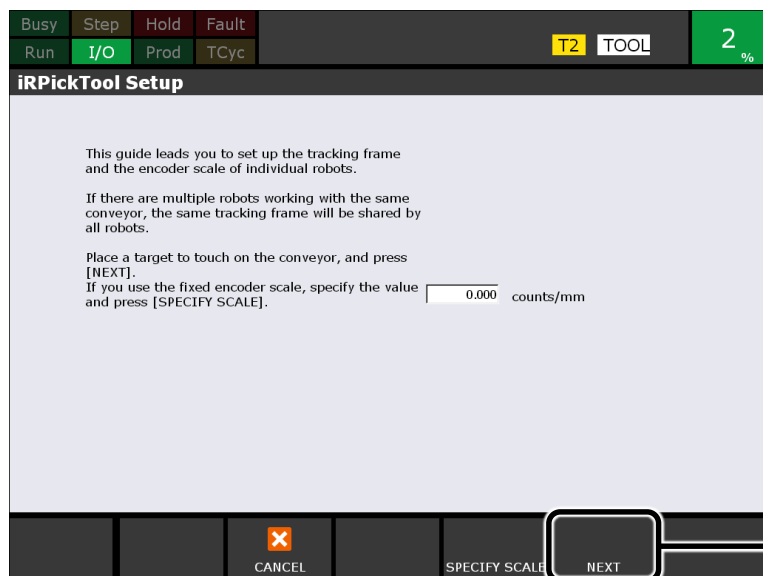 Busy Step Hold Fault
Run I/O Prod TCyc
T2 TOOL
2 %
iRPickTool Setup
This guide leads you to set up the tracking frame
and the encoder scale of individual robots.
If there are multiple robots working with the same
conveyor, the same tracking frame will be shared by
all robots.
Place a target to touch on the conveyor, and press
[NEXT].
If you use the fixed encoder scale, specify the value
and press [SPECIFY SCALE].
0.000 counts/mm
CANCEL SPECIFY SCALE NEXT